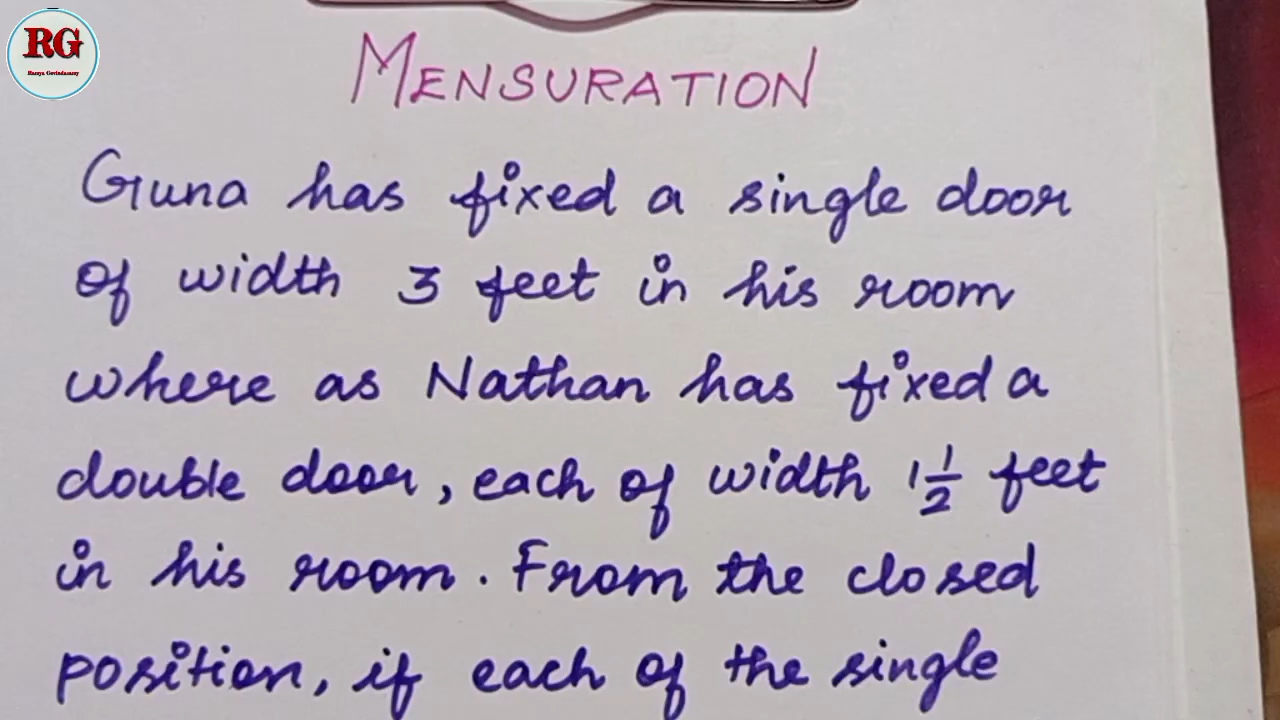 RG
Ramya Govindasamy
MENSURATION
Guna has fixed a single door
of width 3 feet in his room
where as Nathan has fixed a
double door, each of width 1 1/2 feet
in his room. From the closed
position, if each of the single